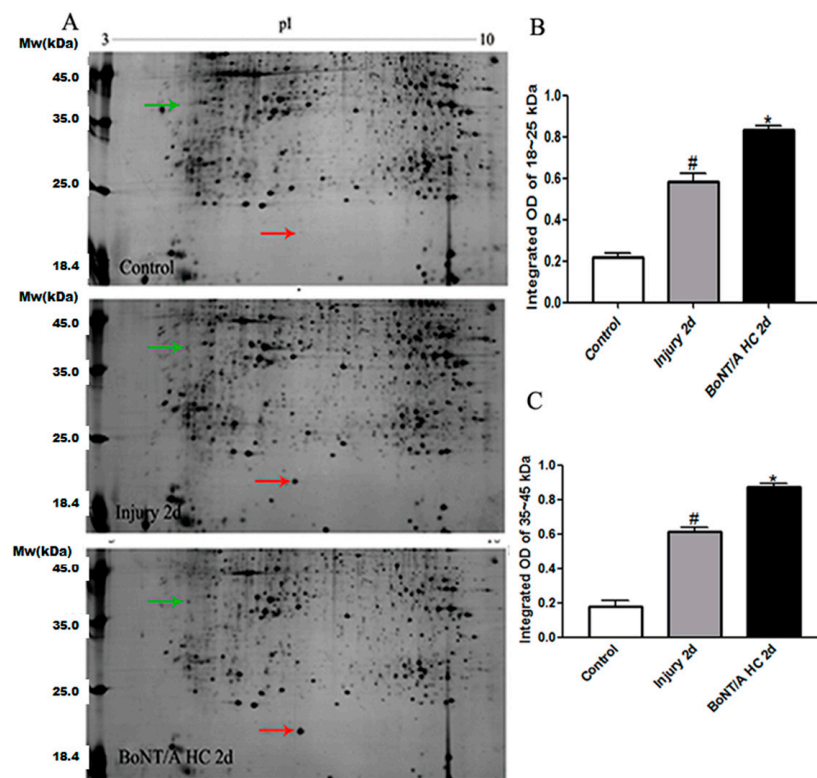 A
pI
3
10
Mw(kDa)
45.0
35.0
25.0
18.4
Control
Mw(kDa)
45.0
35.0
25.0
18.4
Injury 2d
Mw(kDa)
45.0
35.0
25.0
18.4
BoNT/A HC 2d
B
Integrated OD of 18~25 kDa
1.0
0.8
0.6
0.4
0.2
0.0
#
*
Control
Injury 2d
BoNT/A HC 2d
C
Integrated OD of 35~45 kDa
1.0
0.8
0.6
0.4
0.2
0.0
#
*
Control
Injury 2d
BoNT/A HC 2d